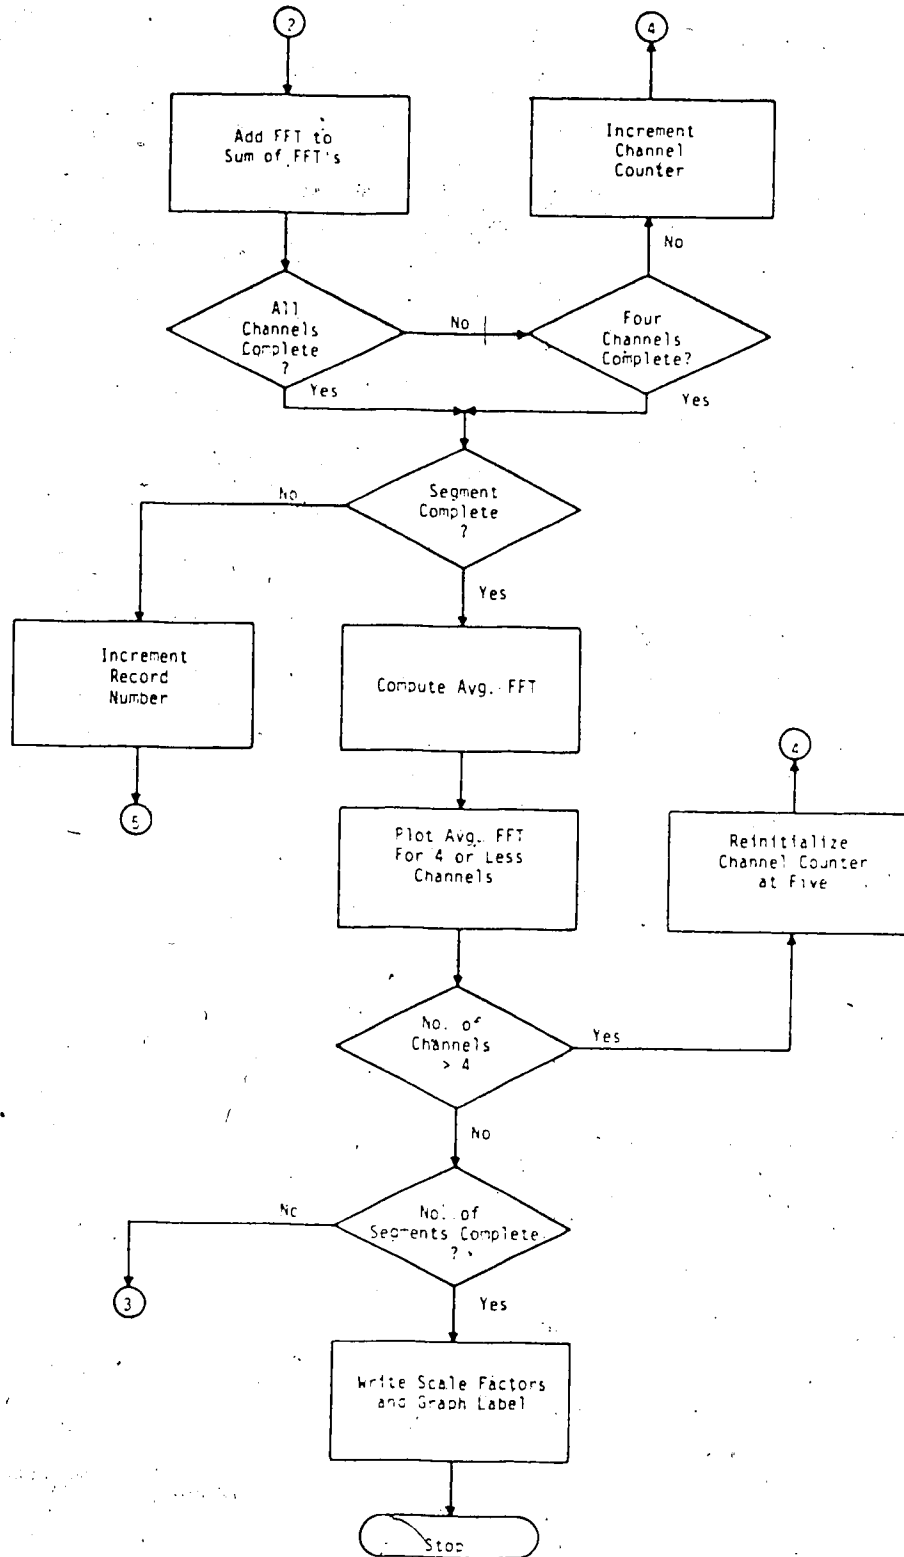 2
4
Add FFT to
Sum of FFT's
Increment
Channel
Counter
No
All
Channels
Complete
?
No
Four
Channels
Complete?
Yes
Yes
Segment
Complete
?
No
Yes
Increment
Record
Number
Compute Avg. FFT
5
4
Plot Avg. FFT
For 4 or Less
Channels
Reinitialize
Channel Counter
at Five
No. of
Channels
> 4
Yes
No
No. of
Segments Complete
?
No
3
Yes
Write Scale Factors
and Graph Label
Stop